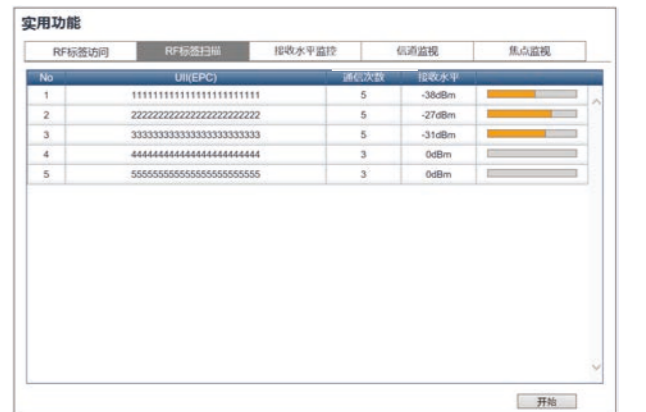 实用功能
RF标签访问 RF标签扫描 接收水平监控 信道监视 焦点监视
No UII(EPC) 通信次数 接收水平
1 111111111111111111111111 5 -38dBm
2 222222222222222222222222 5 -27dBm
3 333333333333333333333333 5 -31dBm
4 444444444444444444444444 3 0dBm
5 555555555555555555555555 3 0dBm
开始